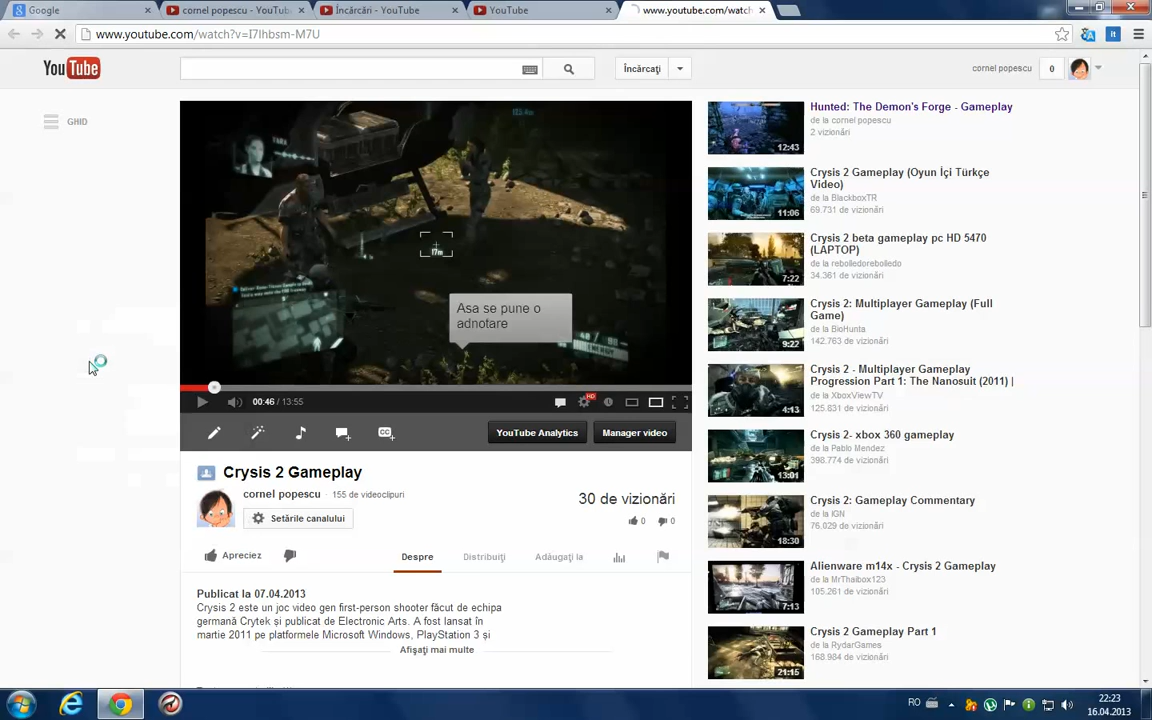 Google
cornel popescu - YouTub
Încărcări - YouTube
YouTube
www.youtube.com/watch
www.youtube.com/watch?v=I7Ihbsm-M7U
YouTube
Încărcaţi
cornel popescu
0
GHID
17m
Asa se pune o
adnotare
ENERGY
00:46 / 13:55
HD
CC
YouTube Analytics
Manager video
Crysis 2 Gameplay
cornel popescu · 155 de videoclipuri
Setările canalului
30 de vizionări
0
0
Apreciez
Despre
Distribuiţi
Adăugaţi la
Publicat la 07.04.2013
Crysis 2 este un joc video gen first-person shooter făcut de echipa
germană Crytek și publicat de Electronic Arts. A fost lansat în
martie 2011 pe platformele Microsoft Windows, PlayStation 3 și
Afişaţi mai multe
12:43
Hunted: The Demon's Forge - Gameplay
de la cornel popescu
2 vizionări
11:06
Crysis 2 Gameplay (Oyun İçi Türkçe
Video)
de la BlackboxTR
69.731 de vizionări
7:22
Crysis 2 beta gameplay pc HD 5470
(LAPTOP)
de la rebolledorebolledo
34.361 de vizionări
9:22
Crysis 2: Multiplayer Gameplay (Full
Game)
de la BioHunta
142.763 de vizionări
4:13
Crysis 2 - Multiplayer Gameplay
Progression Part 1: The Nanosuit (2011) |
de la XboxViewTV
125.831 de vizionări
13:01
Crysis 2- xbox 360 gameplay
de la Pablo Mendez
398.774 de vizionări
18:30
Crysis 2: Gameplay Commentary
de la IGN
76.029 de vizionări
7:13
Alienware m14x - Crysis 2 Gameplay
de la MrThaibox123
105.261 de vizionări
21:15
Crysis 2 Gameplay Part 1
de la RydarGames
168.984 de vizionări
RO
22:23
16.04.2013